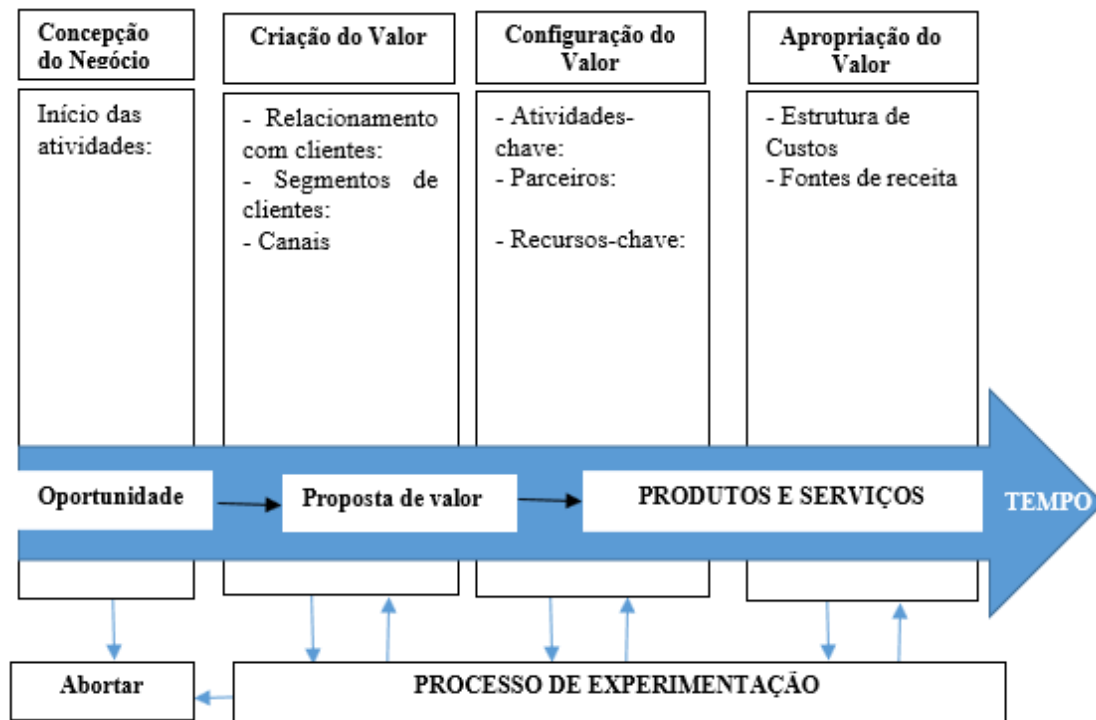 Concepção
do Negócio
Criação do Valor
Configuração do
Valor
Apropriação do
Valor
Início das
atividades:
- Relacionamento
com clientes:
- Segmentos de
clientes:
- Canais
- Atividades-
chave:
- Parceiros:
- Recursos-chave:
- Estrutura de
Custos
- Fontes de receita
Oportunidade
Proposta de valor
PRODUTOS E SERVIÇOS
TEMPO
Abortar
PROCESSO DE EXPERIMENTAÇÃO